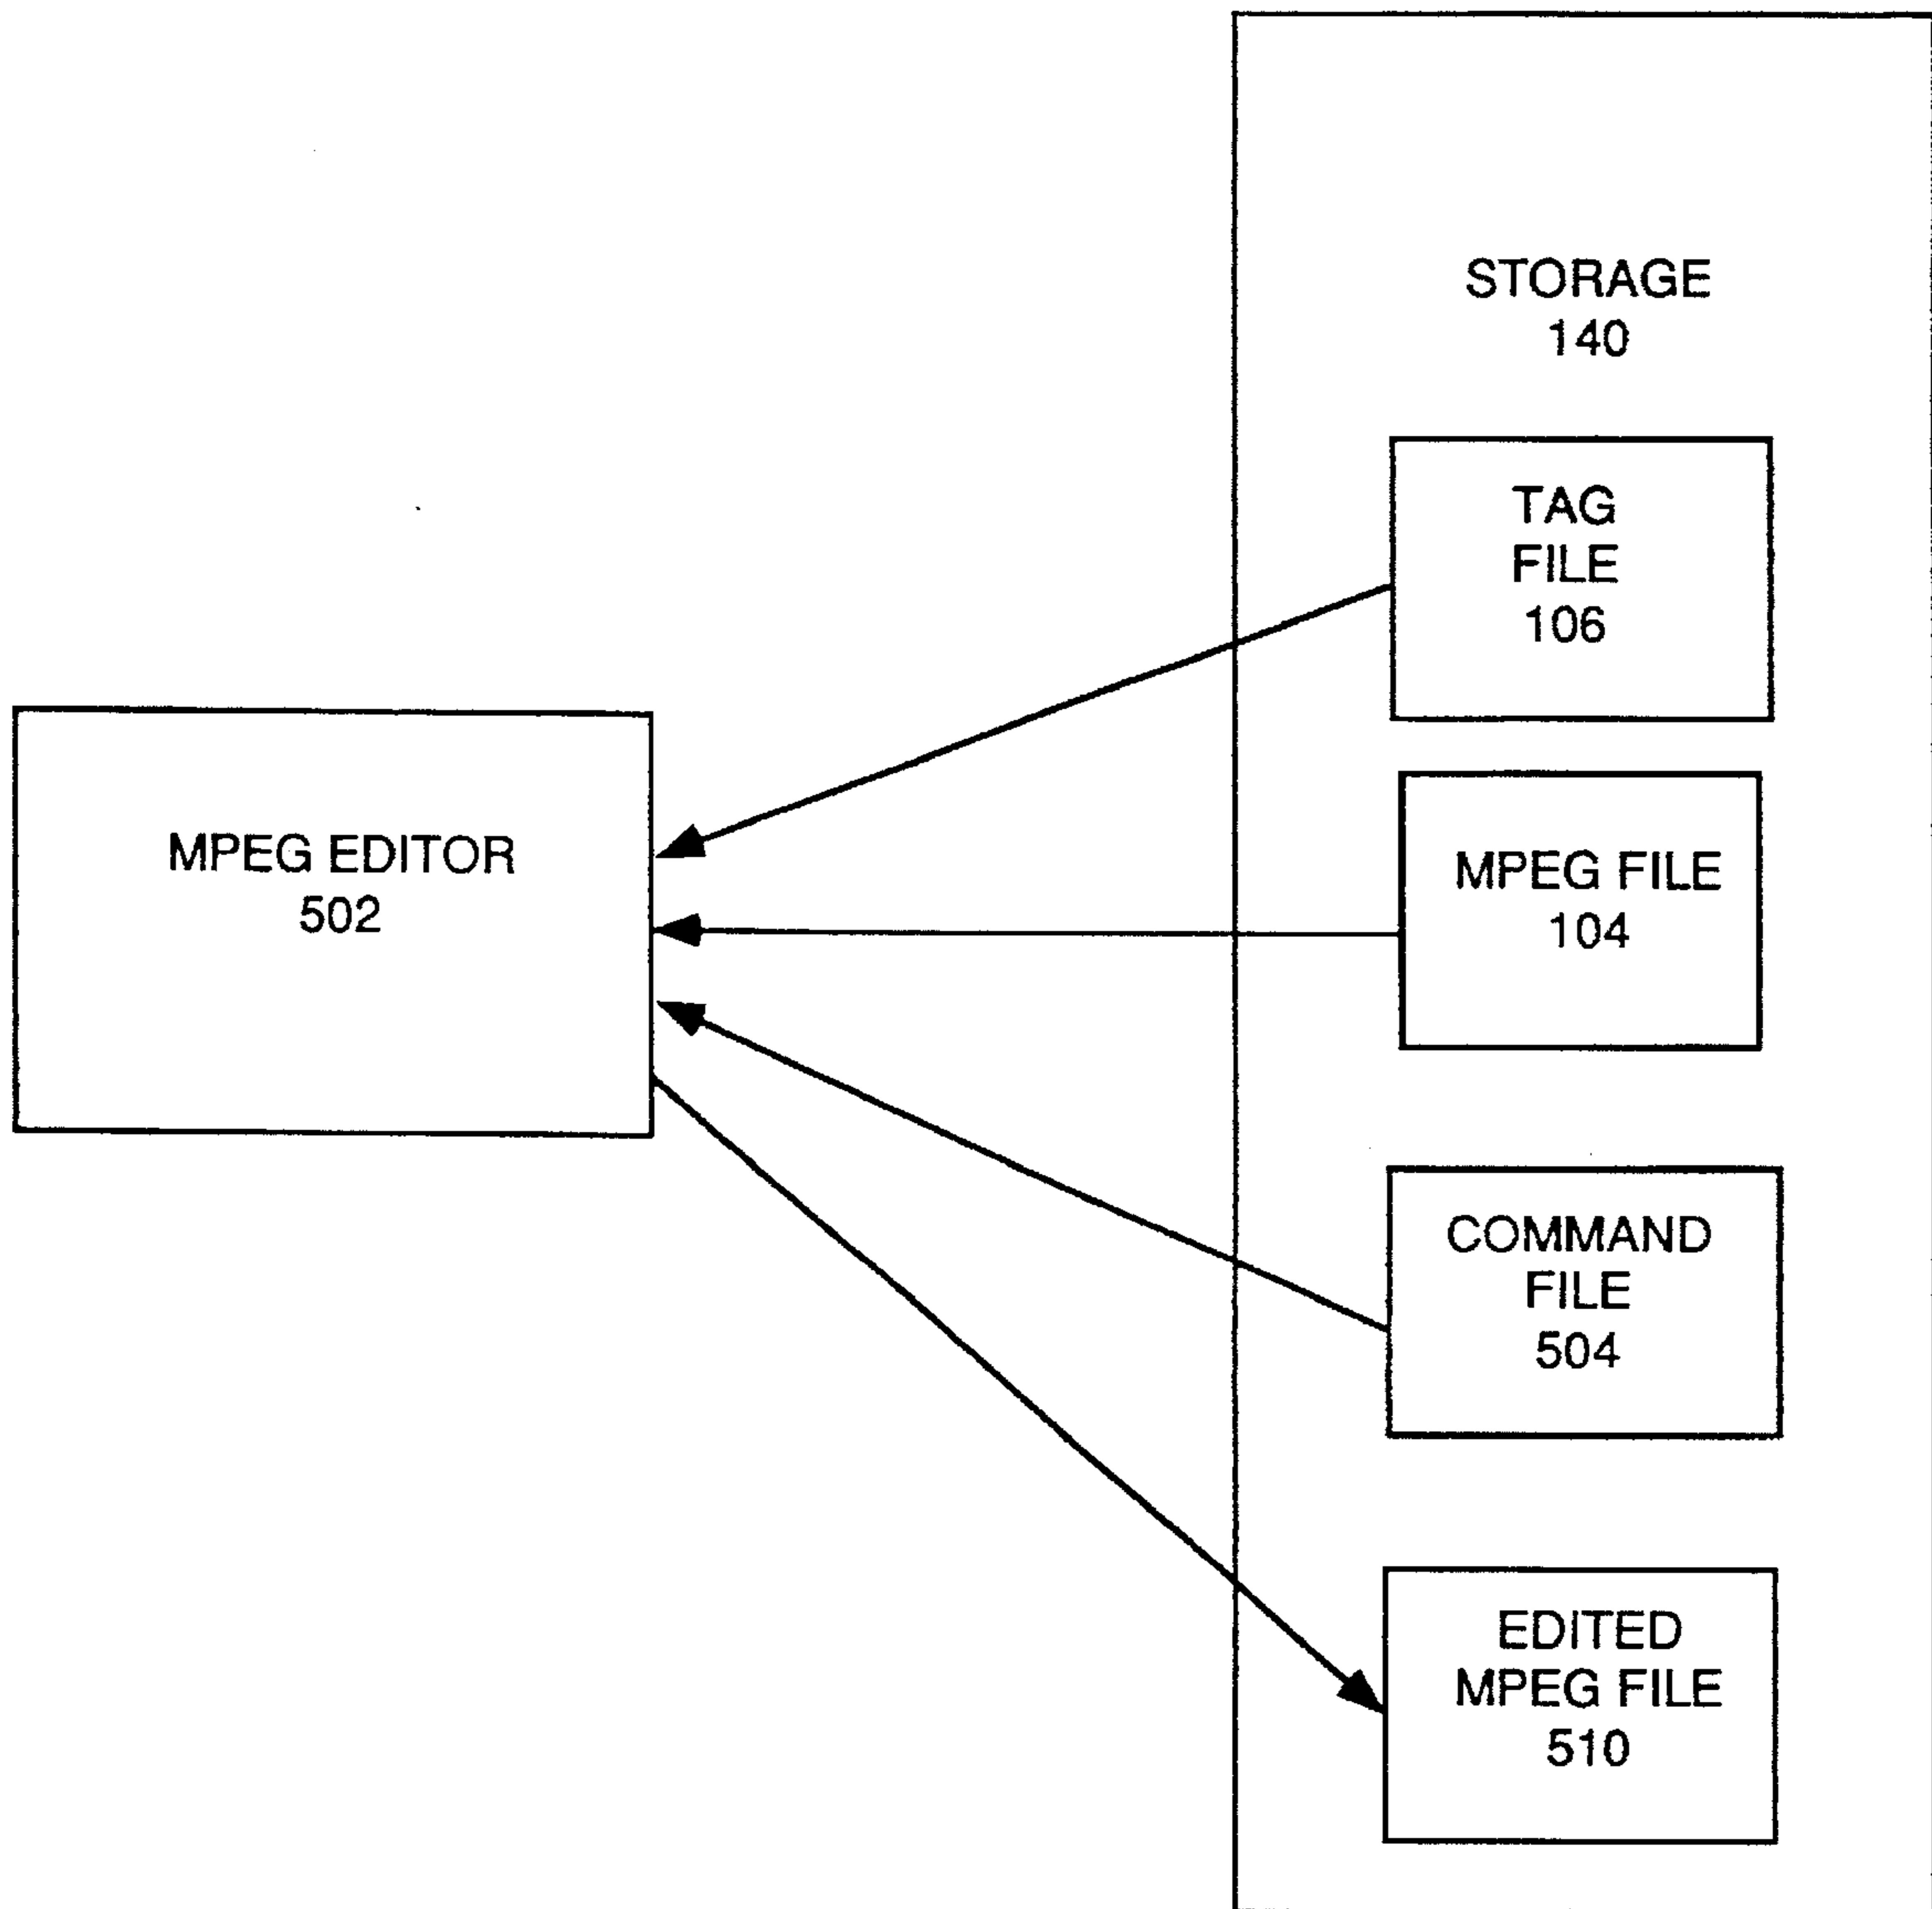 STORAGE
140
TAG
FILE
106
MPEG EDITOR
502
MPEG FILE
104
COMMAND
FILE
504
EDITED
MPEG FILE
510